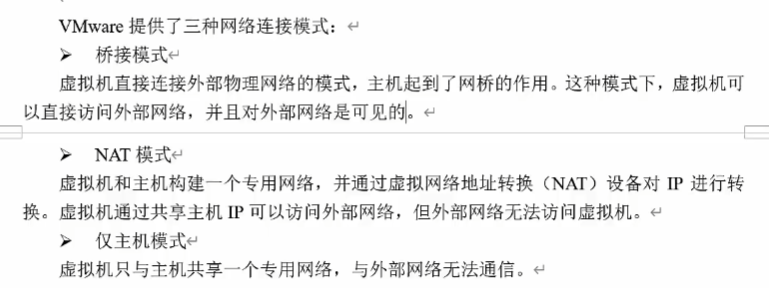 VMware 提供了三种网络连接模式：
➢ 桥接模式
虚拟机直接连接外部物理网络的模式，主机起到了网桥的作用。这种模式下，虚拟机可
以直接访问外部网络，并且对外部网络是可见的。
➢ NAT 模式
虚拟机和主机构建一个专用网络，并通过虚拟网络地址转换（NAT）设备对 IP 进行转
换。虚拟机通过共享主机 IP 可以访问外部网络，但外部网络无法访问虚拟机。
➢ 仅主机模式
虚拟机只与主机共享一个专用网络，与外部网络无法通信。